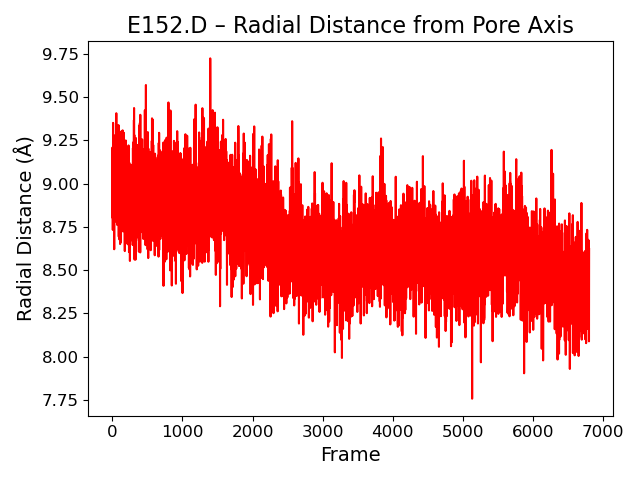 E152.D – Radial Distance from Pore Axis
9.75
9.50
9.25
9.00
8.75
8.50
8.25
8.00
7.75
Radial Distance (Å)
0 1000 2000 3000 4000 5000 6000 7000
Frame